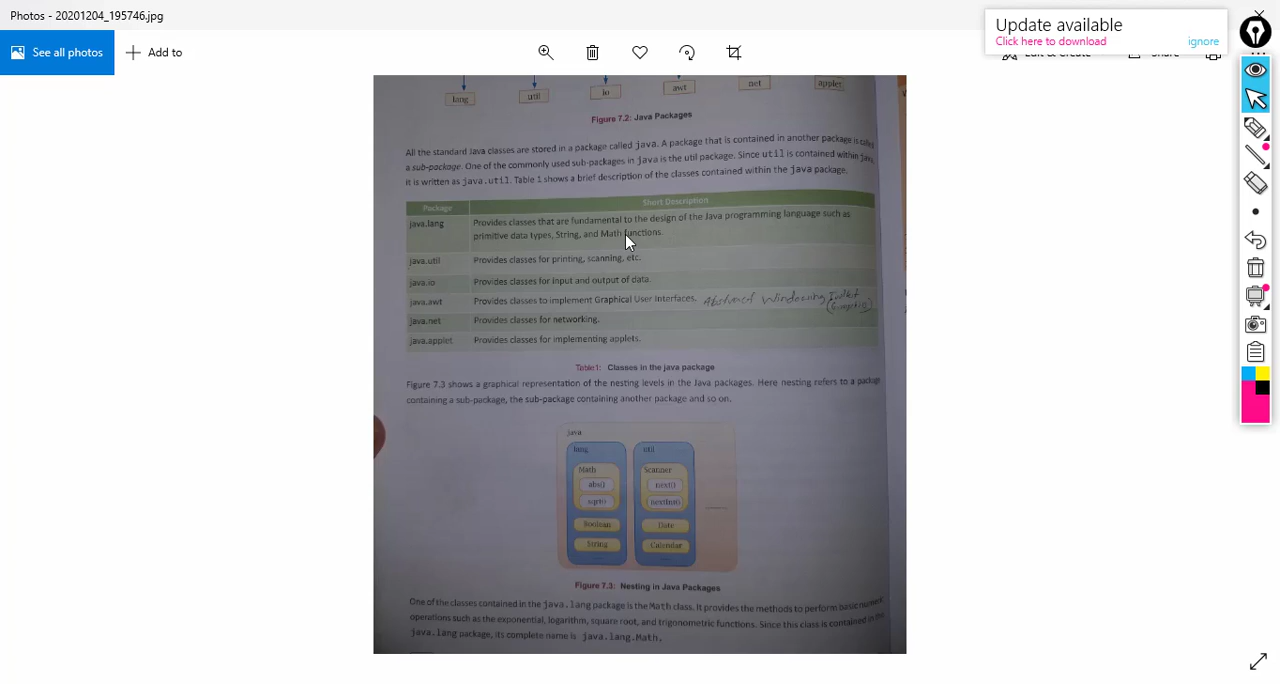 Photos - 20201204_195746.jpg
Update available
Click here to download
ignore
See all photos
Add to
Edit & Create
Share
lang
util
io
awt
net
applet
Figure 7.2: Java Packages
All the standard Java classes are stored in a package called java. A package that is contained in another package is called
a sub-package. One of the commonly used sub-packages in java is the util package. Since util is contained within java,
it is written as java.util. Table 1 shows a brief description of the classes contained within the java package.
Package Short Description
java.lang Provides classes that are fundamental to the design of the Java programming language such as
primitive data types, String, and Math functions.
java.util Provides classes for printing, scanning, etc.
java.io Provides classes for input and output of data.
java.awt Provides classes to implement Graphical User Interfaces. Windowing Toolkit
java.net Provides classes for networking.
java.applet Provides classes for implementing applets.
Table1: Classes in the java package
Figure 7.3 shows a graphical representation of the nesting levels in the Java packages. Here nesting refers to a package
containing a sub-package, the sub-package containing another package and so on.
java
lang
util
Math
Scanner
abs()
next()
sqrt()
nextInt()
Boolean
Date
String
Calendar
Figure 7.3: Nesting in Java Packages
One of the classes contained in the java.lang package is the Math class. It provides the methods to perform basic numeric
operations such as the exponential, logarithm, square root, and trigonometric functions. Since this class is contained in the
java.lang package, its complete name is java.lang.Math.